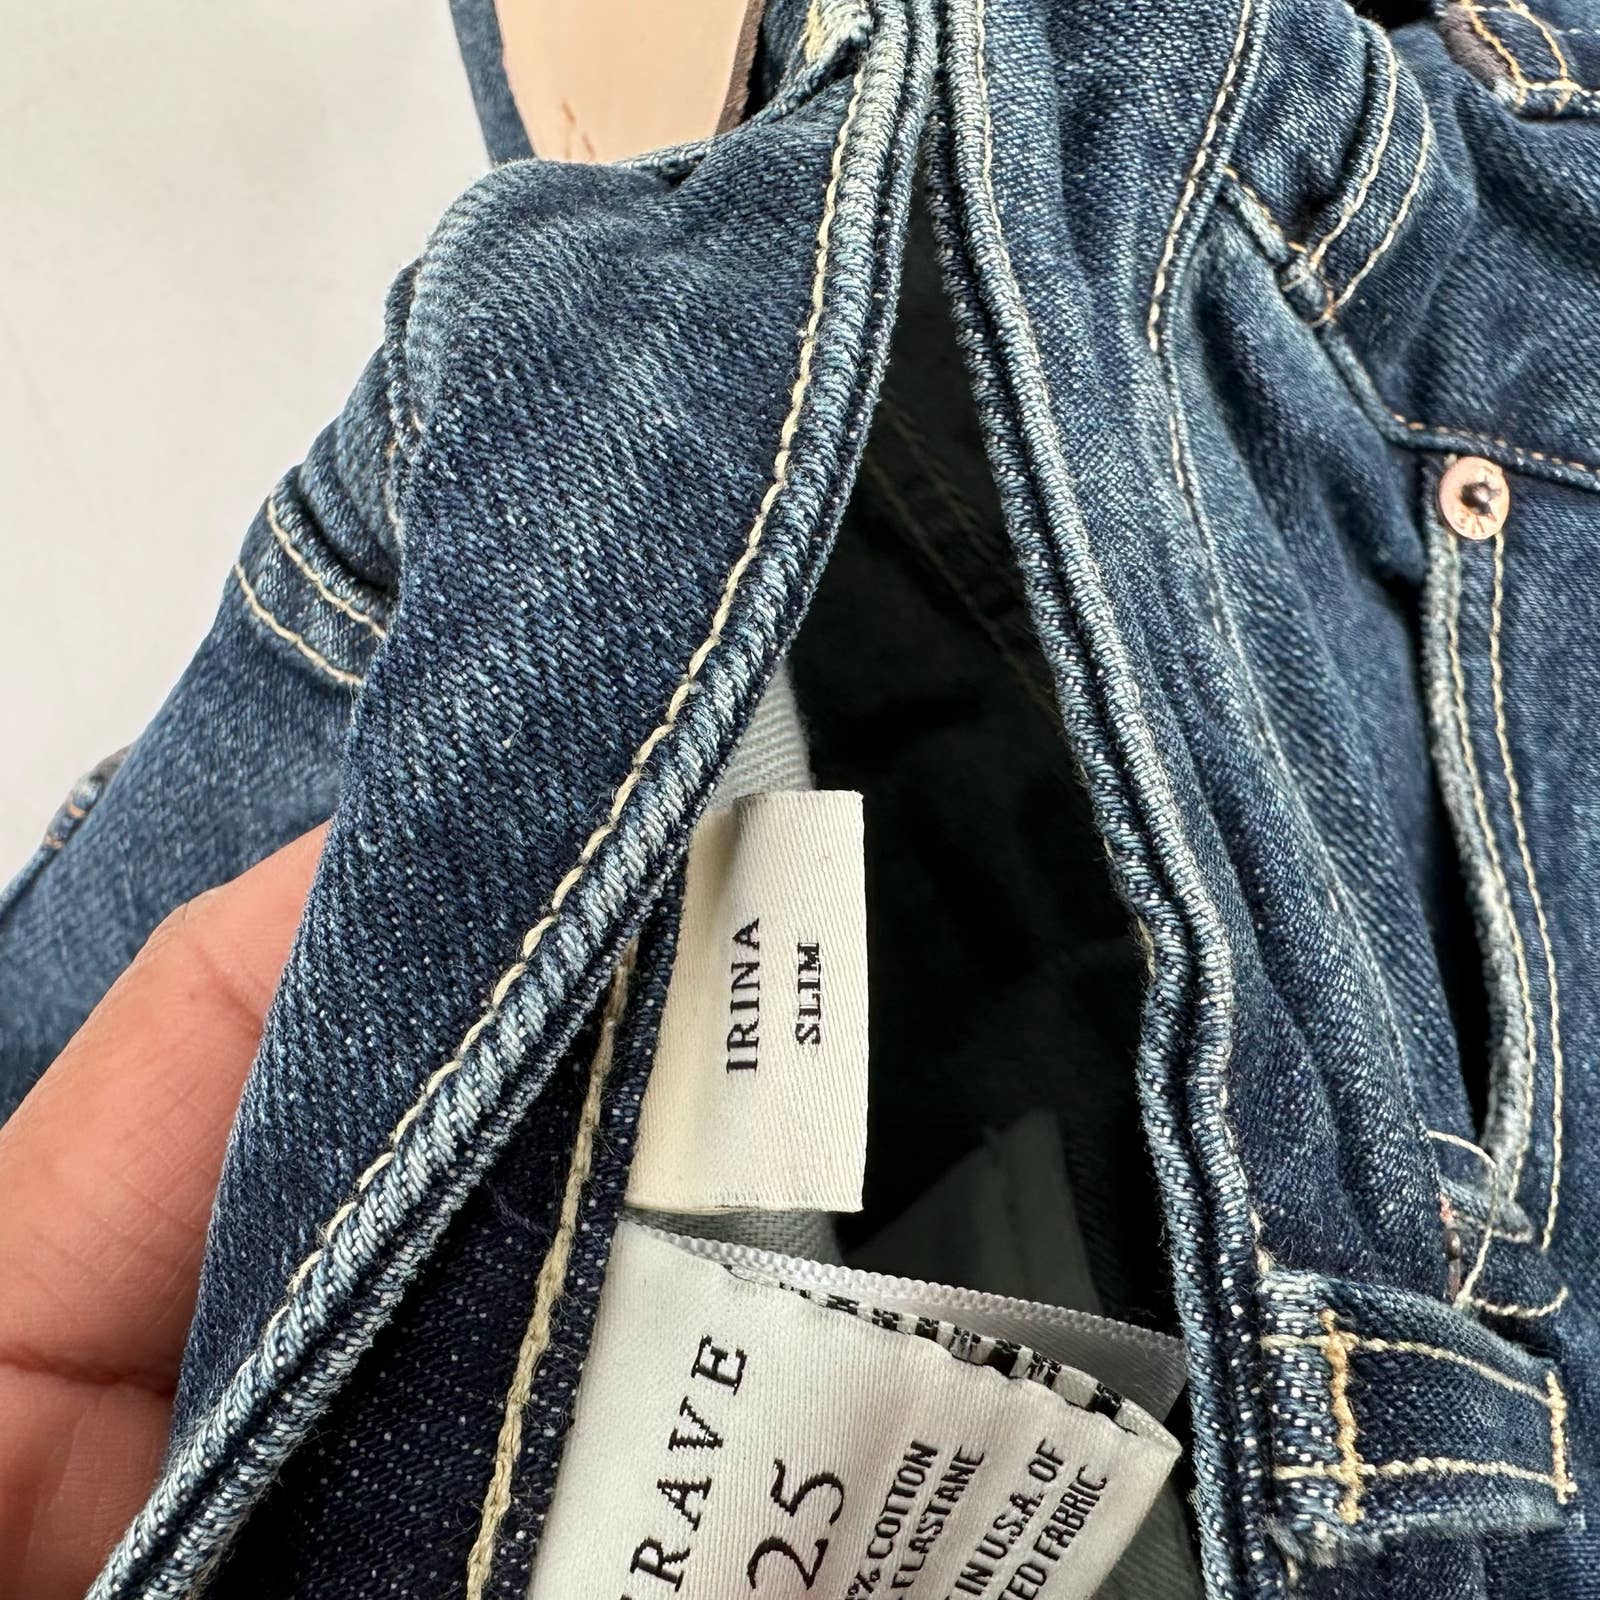 IRINA
SLIM
RAVE
25
% COTTON
ELASTANE
IN U.S.A. OF
TED FABRIC